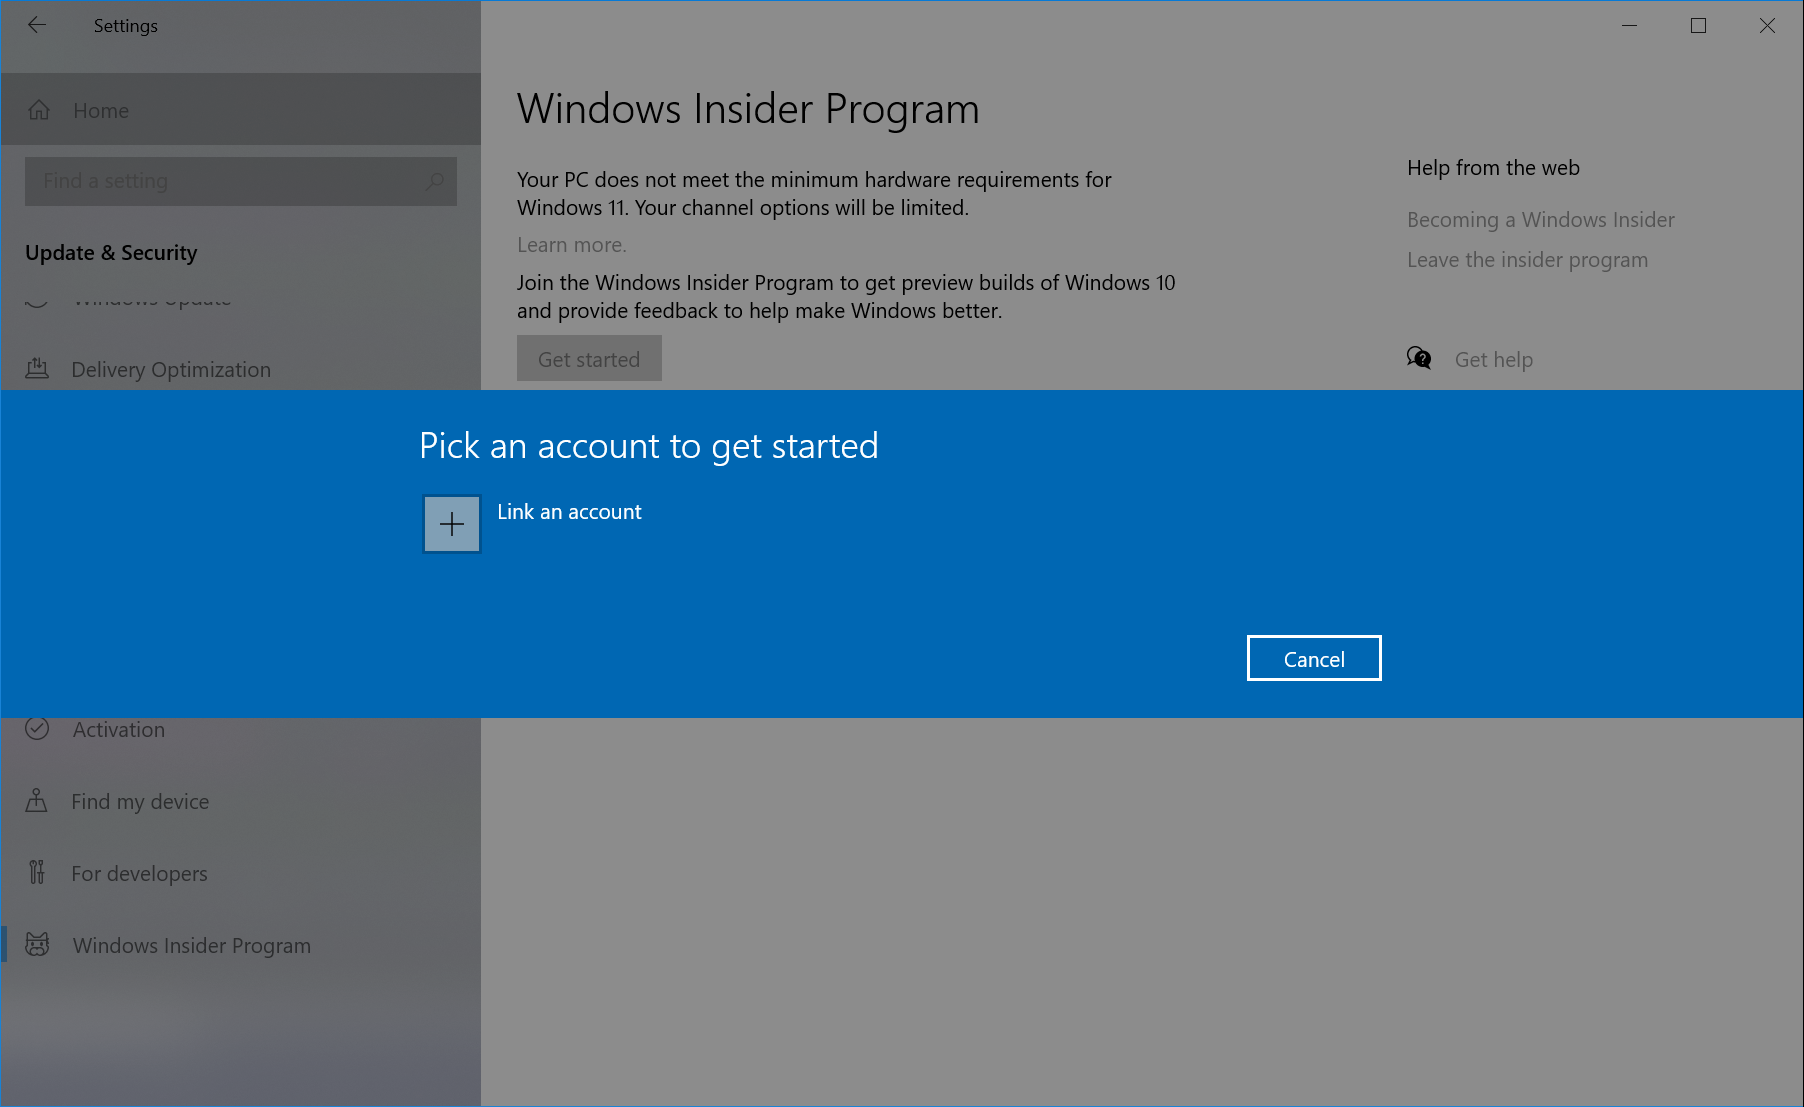 Settings
Home
Find a setting
Update & Security
Windows Update
Delivery Optimization
Windows Insider Program
Your PC does not meet the minimum hardware requirements for
Windows 11. Your channel options will be limited.
Learn more.
Join the Windows Insider Program to get preview builds of Windows 10
and provide feedback to help make Windows better.
Get started
Help from the web
Becoming a Windows Insider
Leave the insider program
Get help
Pick an account to get started
Link an account
Cancel
Activation
Find my device
For developers
Windows Insider Program